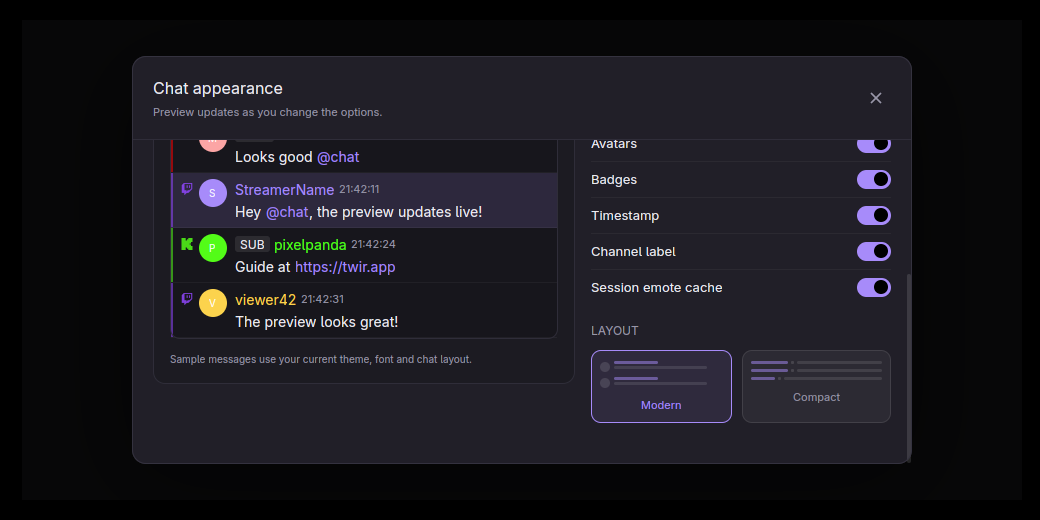 Chat appearance
Preview updates as you change the options.
Looks good @chat
S
StreamerName 21:42:11
Hey @chat, the preview updates live!
P
SUB pixelpanda 21:42:24
Guide at https://twir.app
V
viewer42 21:42:31
The preview looks great!
Sample messages use your current theme, font and chat layout.
Avatars
Badges
Timestamp
Channel label
Session emote cache
LAYOUT
Modern
Compact